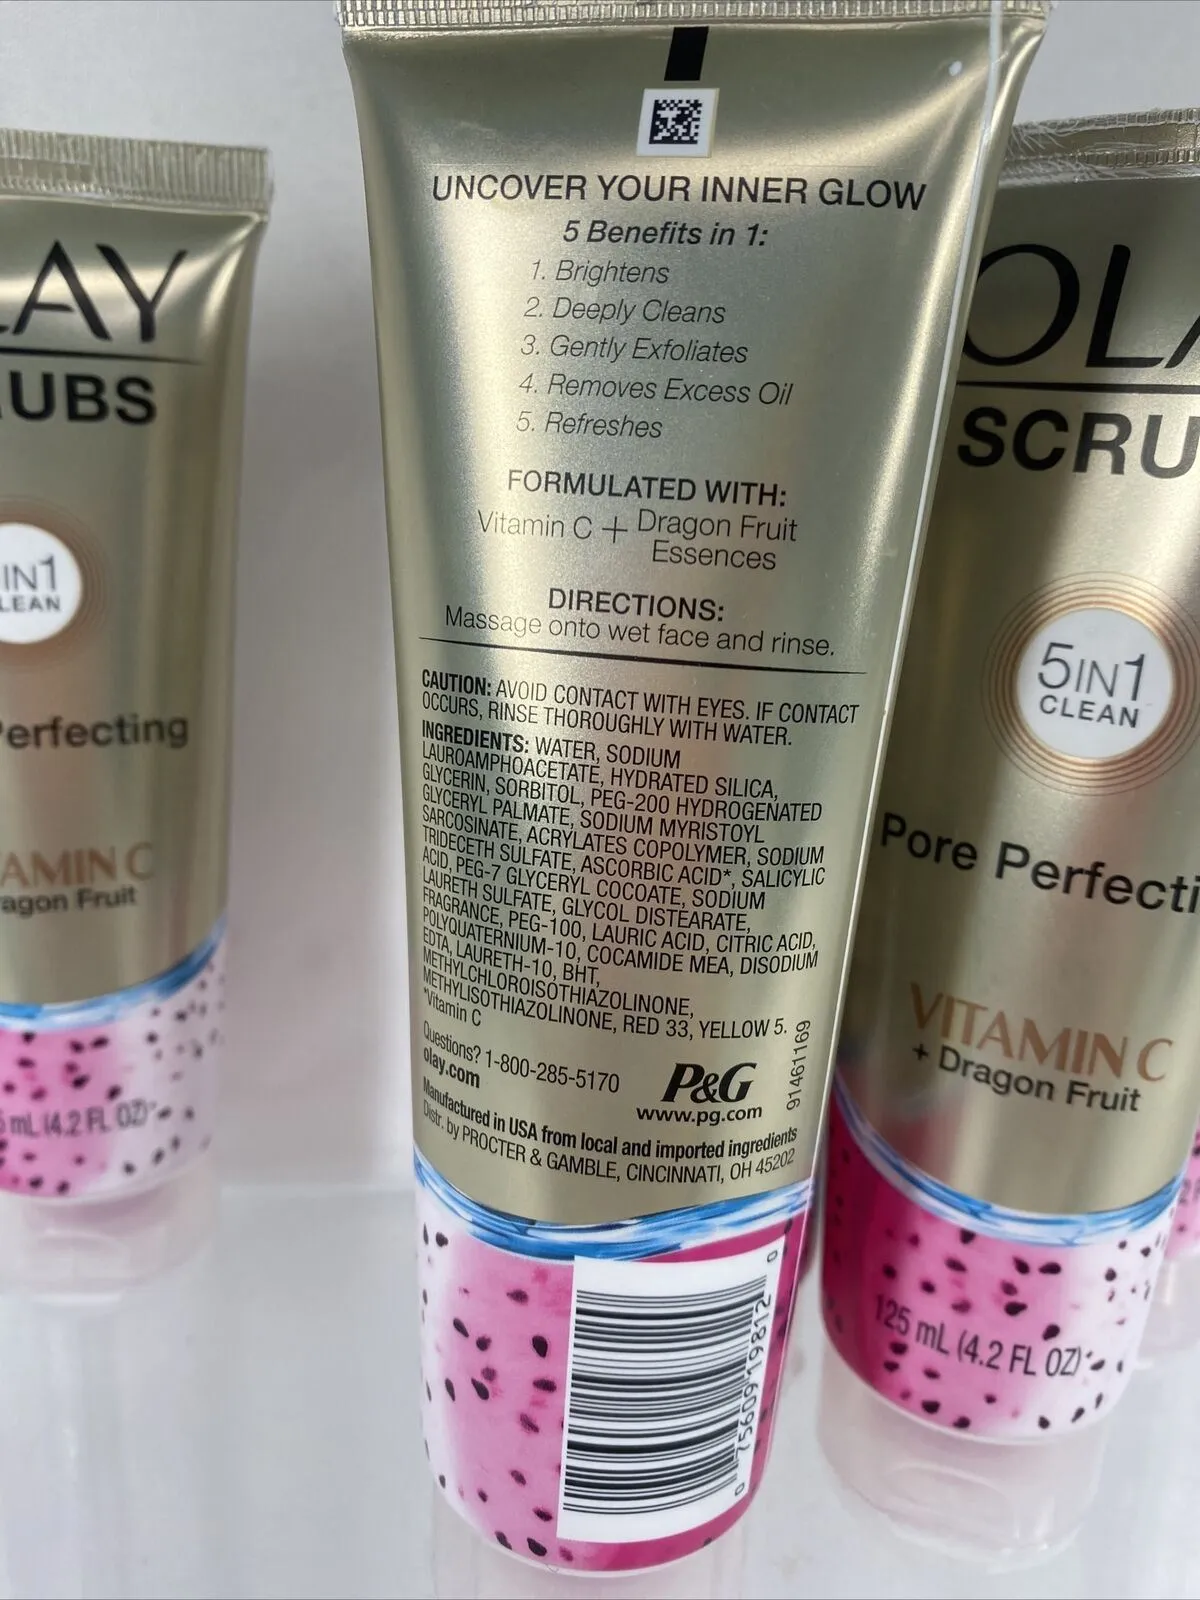 LAY
UBS
IN1
LEAN
Perfecting
TAMIN C
agon Fruit
5 mL (4.2 FL OZ)
UNCOVER YOUR INNER GLOW
5 Benefits in 1:
1. Brightens
2. Deeply Cleans
3. Gently Exfoliates
4. Removes Excess Oil
5. Refreshes
FORMULATED WITH:
Vitamin C + Dragon Fruit
Essences
DIRECTIONS:
Massage onto wet face and rinse.
CAUTION: AVOID CONTACT WITH EYES. IF CONTACT
OCCURS, RINSE THOROUGHLY WITH WATER.
INGREDIENTS: WATER, SODIUM
LAUROAMPHOACETATE, HYDRATED SILICA,
GLYCERIN, SORBITOL, PEG-200 HYDROGENATED
GLYCERYL PALMATE, SODIUM MYRISTOYL
SARCOSINATE, ACRYLATES COPOLYMER, SODIUM
TRIDECETH SULFATE, ASCORBIC ACID*, SALICYLIC
ACID, PEG-7 GLYCERYL COCOATE, SODIUM
LAURETH SULFATE, GLYCOL DISTEARATE,
FRAGRANCE, PEG-100, LAURIC ACID, CITRIC ACID,
POLYQUATERNIUM-10, COCAMIDE MEA, DISODIUM
EDTA, LAURETH-10, BHT,
METHYLCHLOROISOTHIAZOLINONE,
METHYLISOTHIAZOLINONE, RED 33, YELLOW 5.
*Vitamin C
Questions? 1-800-285-5170
olay.com
P&G
www.pg.com
91461169
Manufactured in USA from local and imported ingredients
Distr. by PROCTER & GAMBLE, CINCINNATI, OH 45202
0 75609 19812 0
OLA
SCRU
5IN1
CLEAN
Pore Perfecti
VITAMIN C
+ Dragon Fruit
125 mL (4.2 FL OZ)